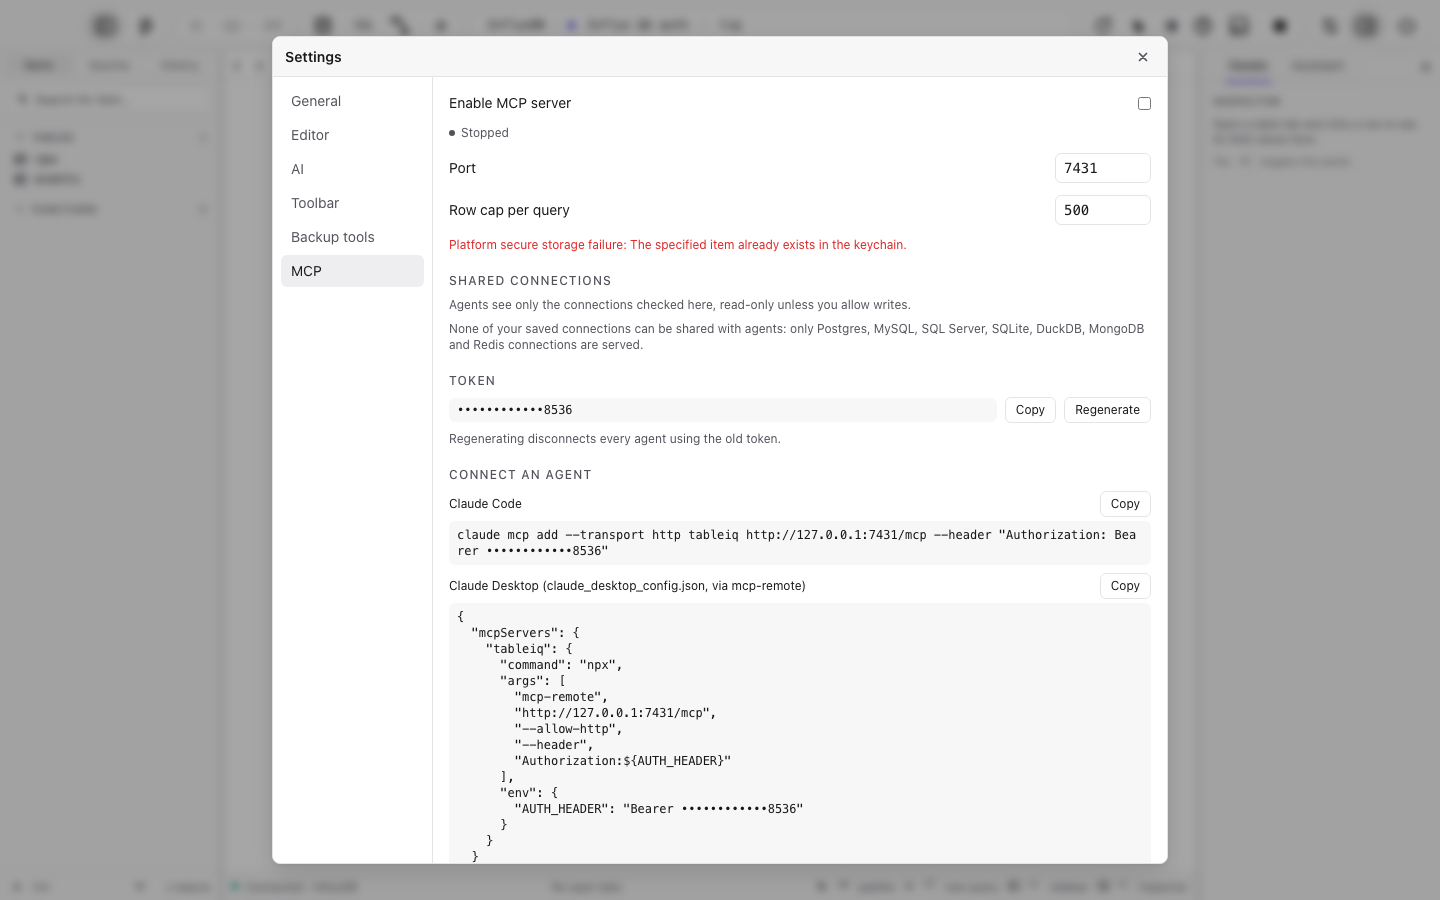 Settings
General
Editor
AI
Toolbar
Backup tools
MCP
Enable MCP server
Stopped
Port
7431
Row cap per query
500
Platform secure storage failure: The specified item already exists in the keychain.
SHARED CONNECTIONS
Agents see only the connections checked here, read-only unless you allow writes.
None of your saved connections can be shared with agents: only Postgres, MySQL, SQL Server, SQLite, DuckDB, MongoDB
and Redis connections are served.
TOKEN
••••••••••••8536
Copy
Regenerate
Regenerating disconnects every agent using the old token.
CONNECT AN AGENT
Claude Code
Copy
claude mcp add --transport http tableiq http://127.0.0.1:7431/mcp --header "Authorization: Bea
rer ••••••••••••8536"
Claude Desktop (claude_desktop_config.json, via mcp-remote)
Copy
{
"mcpServers": {
"tableiq": {
"command": "npx",
"args": [
"mcp-remote",
"http://127.0.0.1:7431/mcp",
"--allow-http",
"--header",
"Authorization:${AUTH_HEADER}"
],
"env": {
"AUTH_HEADER": "Bearer ••••••••••••8536"
}
}
}